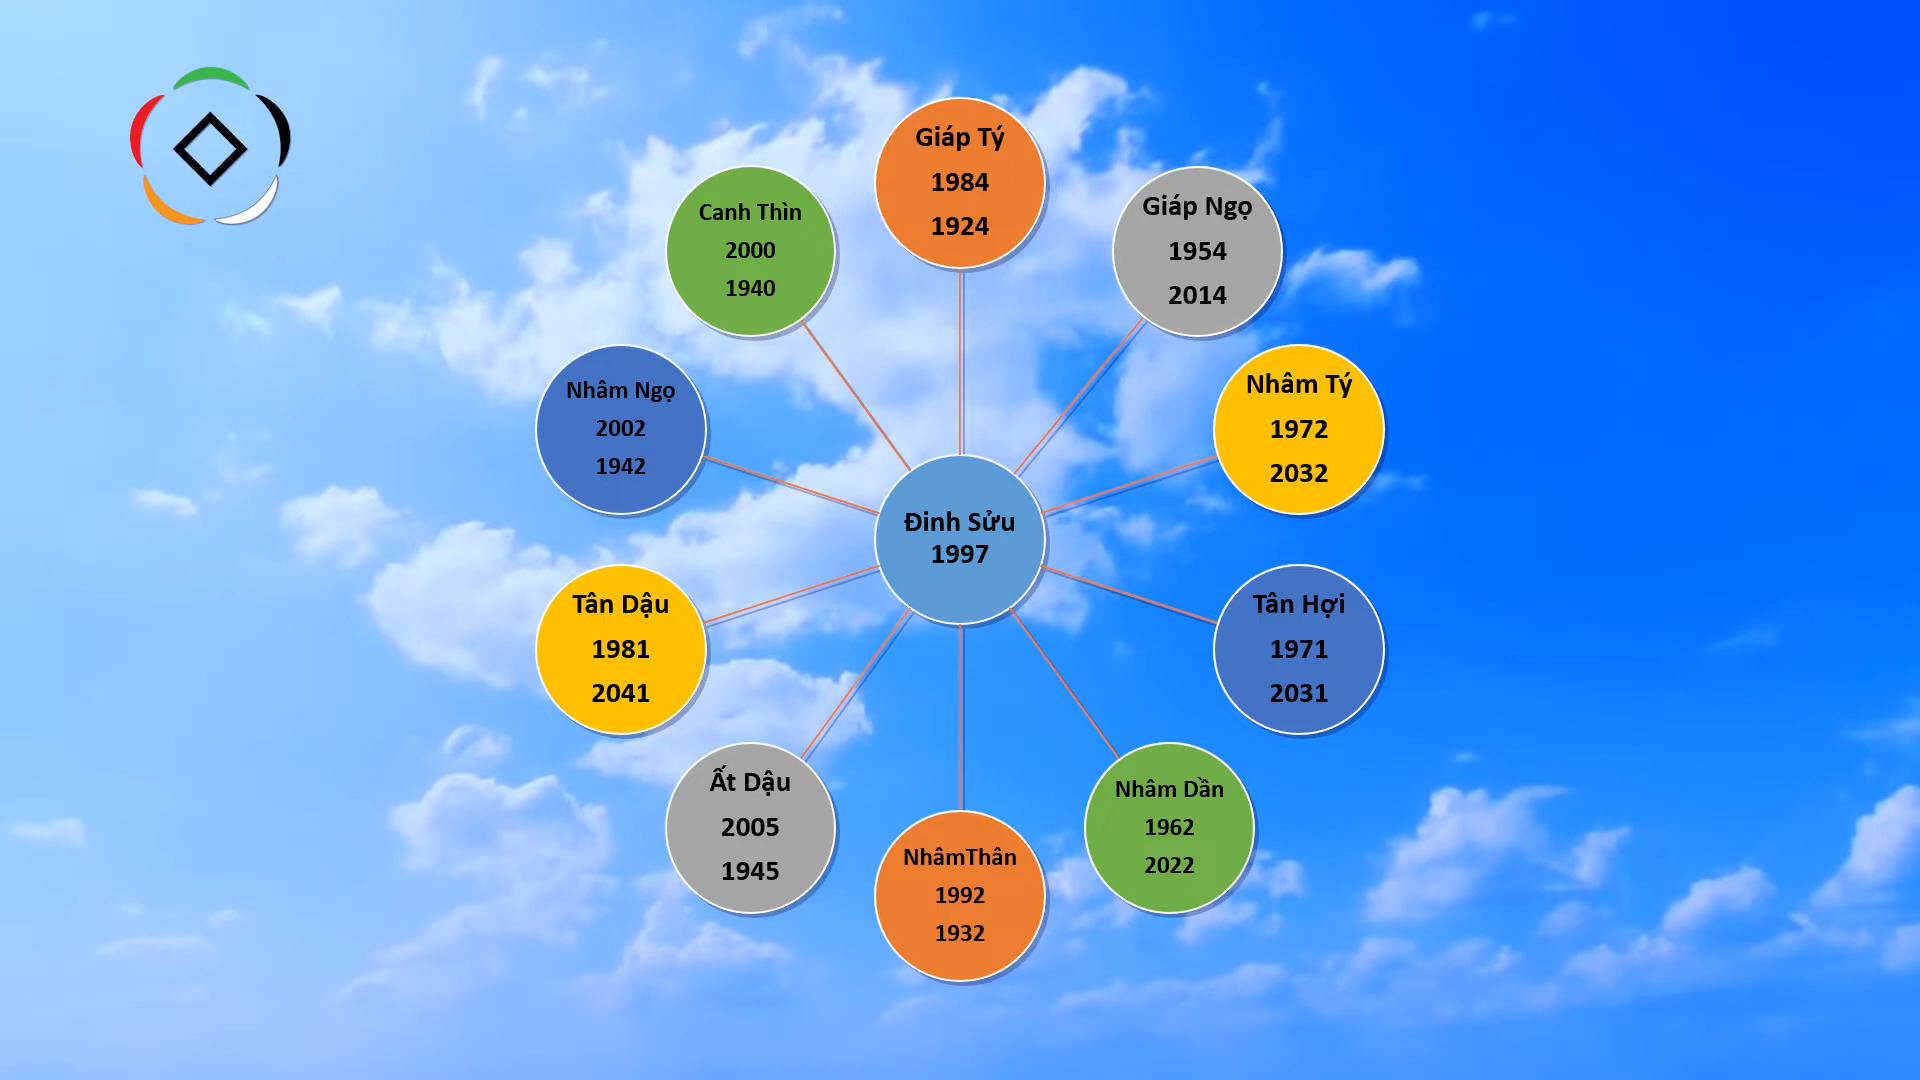 Giáp Tý
1984
1924
Giáp Ngọ
1954
2014
Nhâm Tý
1972
2032
Tân Hợi
1971
2031
Nhâm Dần
1962
2022
NhâmThân
1992
1932
Ất Dậu
2005
1945
Tân Dậu
1981
2041
Nhâm Ngọ
2002
1942
Canh Thìn
2000
1940
Đinh Sửu
1997